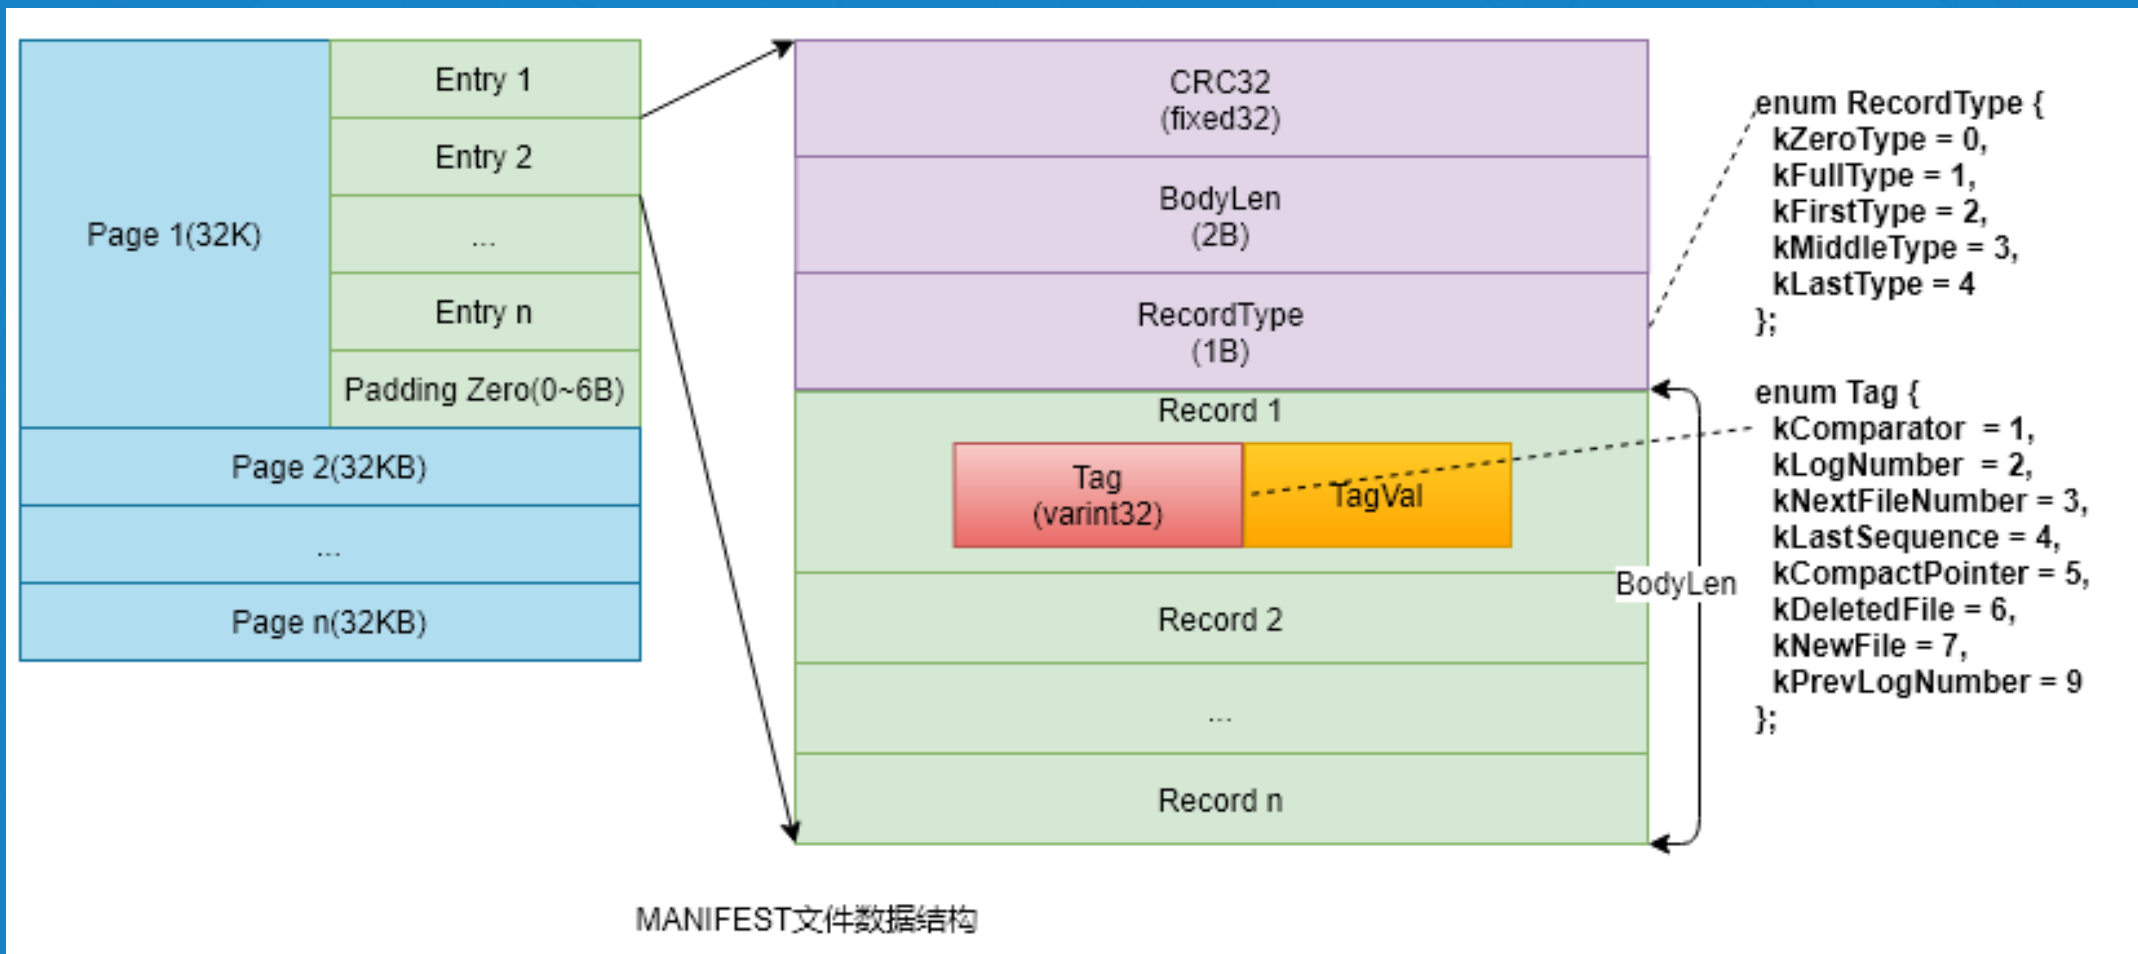 Page 1(32K)
Entry 1
Entry 2
...
Entry n
Padding Zero(0~6B)
Page 2(32KB)
...
Page n(32KB)
CRC32
(fixed32)
BodyLen
(2B)
RecordType
(1B)
Record 1
Tag
(varint32)
TagVal
Record 2
...
Record n
BodyLen
enum RecordType {
kZeroType = 0,
kFullType = 1,
kFirstType = 2,
kMiddleType = 3,
kLastType = 4
};
enum Tag {
kComparator  = 1,
kLogNumber  = 2,
kNextFileNumber = 3,
kLastSequence = 4,
kCompactPointer = 5,
kDeletedFile = 6,
kNewFile = 7,
kPrevLogNumber = 9
};
MANIFEST文件数据结构